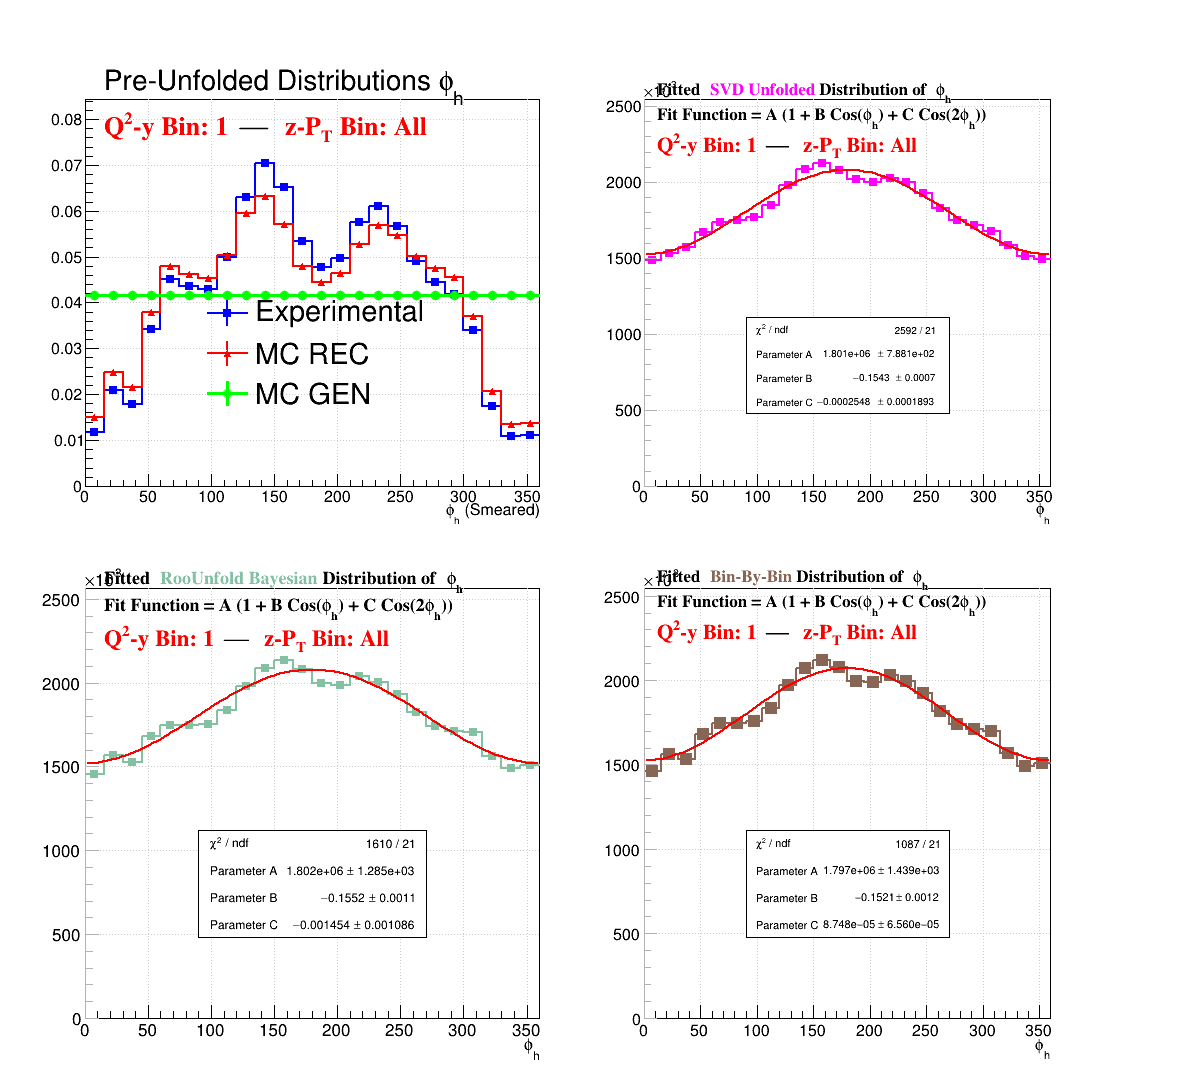 Pre-Unfolded Distributions ϕh
Q²-y Bin: 1 — z-PT Bin: All
0.08
0.07
0.06
0.05
0.04
0.03
0.02
0.01
0
Experimental
MC REC
MC GEN
0 50 100 150 200 250 300 350
ϕh (Smeared)
Fitted SVD Unfolded Distribution of ϕh
Fit Function = A (1 + B Cos(ϕh) + C Cos(2ϕh))
Q²-y Bin: 1 — z-PT Bin: All
2500
2000
1500
1000
500
0
χ² / ndf 2592 / 21
Parameter A 1.801e+06 ± 7.881e+02
Parameter B −0.1543 ± 0.0007
Parameter C −0.0002548 ± 0.0001893
0 50 100 150 200 250 300 350
ϕh
Fitted RooUnfold Bayesian Distribution of ϕh
Fit Function = A (1 + B Cos(ϕh) + C Cos(2ϕh))
Q²-y Bin: 1 — z-PT Bin: All
2500
2000
1500
1000
500
0
χ² / ndf 1610 / 21
Parameter A 1.802e+06 ± 1.285e+03
Parameter B −0.1552 ± 0.0011
Parameter C −0.001454 ± 0.001086
0 50 100 150 200 250 300 350
ϕh
Fitted Bin-By-Bin Distribution of ϕh
Fit Function = A (1 + B Cos(ϕh) + C Cos(2ϕh))
Q²-y Bin: 1 — z-PT Bin: All
2500
2000
1500
1000
500
0
χ² / ndf 1087 / 21
Parameter A 1.797e+06 ± 1.439e+03
Parameter B −0.1521 ± 0.0012
Parameter C 8.748e−05 ± 6.560e−05
0 50 100 150 200 250 300 350
ϕh